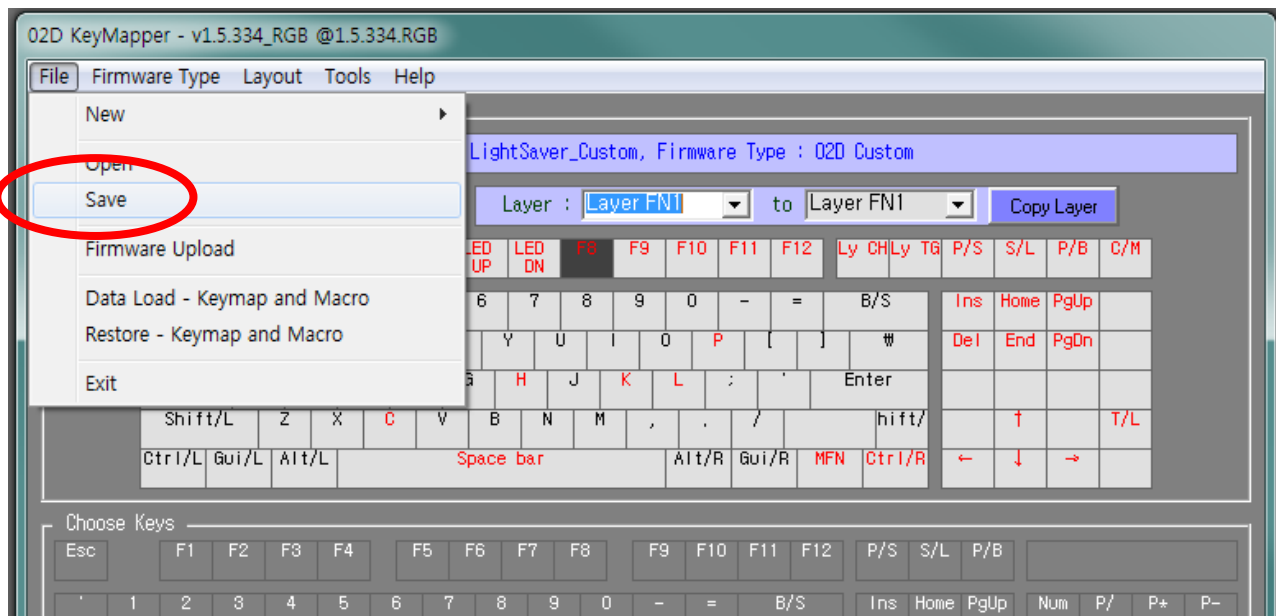 02D KeyMapper - v1.5.334_RGB @1.5.334.RGB
File Firmware Type Layout Tools Help
New
LightSaver_Custom, Firmware Type : 02D Custom
Open
Save
Layer : Layer FN1 to Layer FN1 Copy Layer
Firmware Upload
LED UP LED DN F8 F9 F10 F11 F12 Ly CH Ly TG P/S S/L P/B C/M
Data Load - Keymap and Macro
6 7 8 9 0 - = B/S Ins Home PgUp
Restore - Keymap and Macro
Y U I O P [ ] ₩ Del End PgDn
Exit
G H J K L ; ' Enter
Shift/L Z X C V B N M , . / hift/ ↑ T/L
Ctrl/L Gui/L Alt/L Space bar Alt/R Gui/R MFN Ctrl/R ← ↓ →
Choose Keys
Esc F1 F2 F3 F4 F5 F6 F7 F8 F9 F10 F11 F12 P/S S/L P/B
` 1 2 3 4 5 6 7 8 9 0 - = B/S Ins Home PgUp Num P/ P* P-